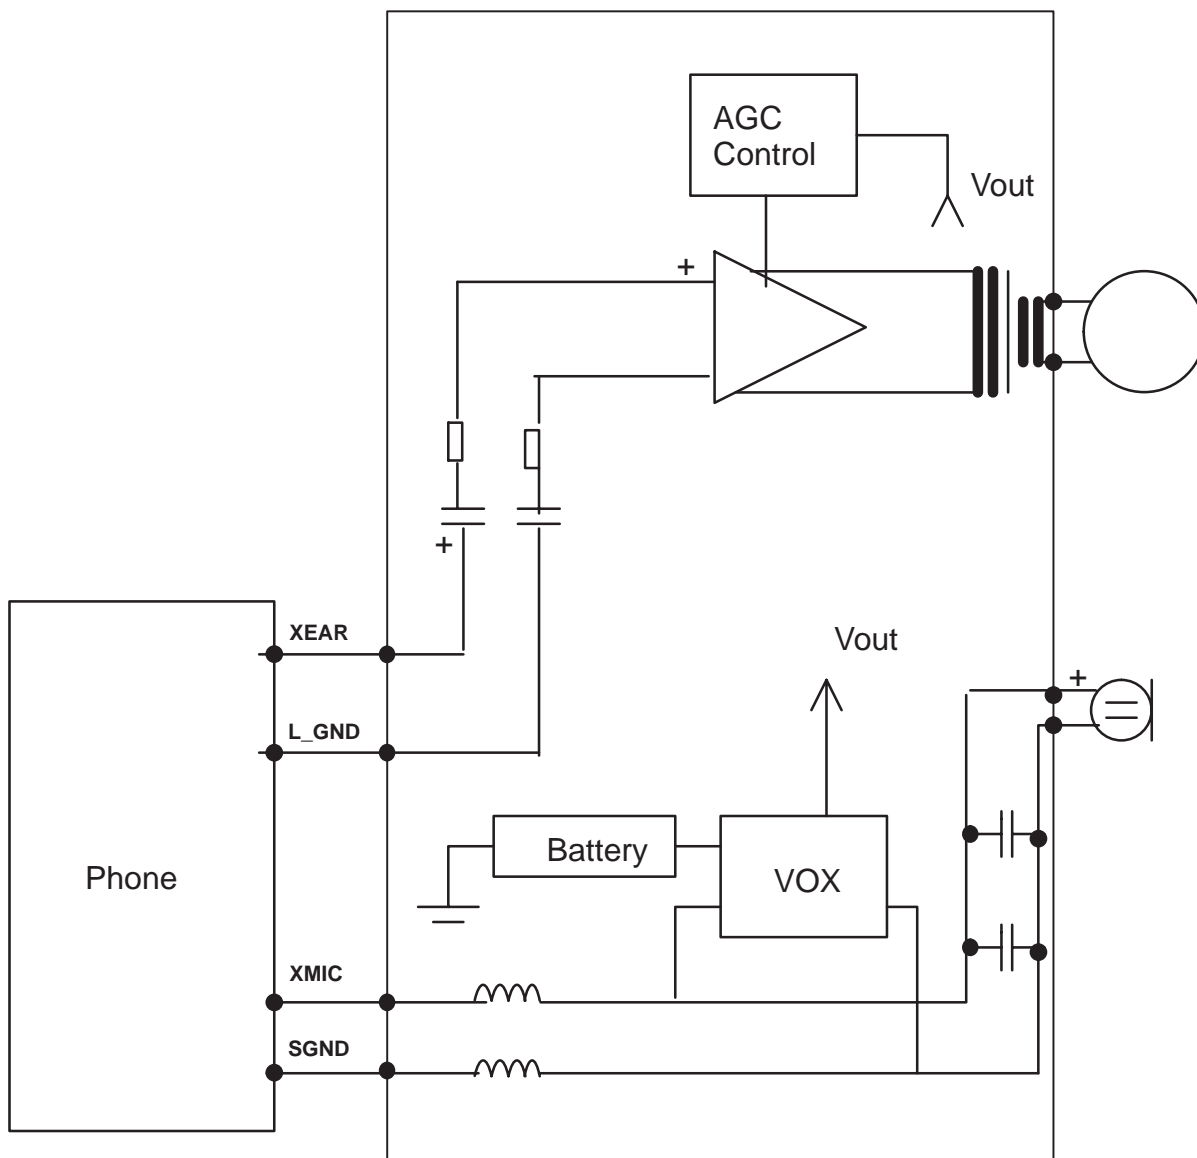 AGC
Control
Vout
+
+
XEAR
Vout
+
L_GND
Battery
VOX
Phone
XMIC
SGND